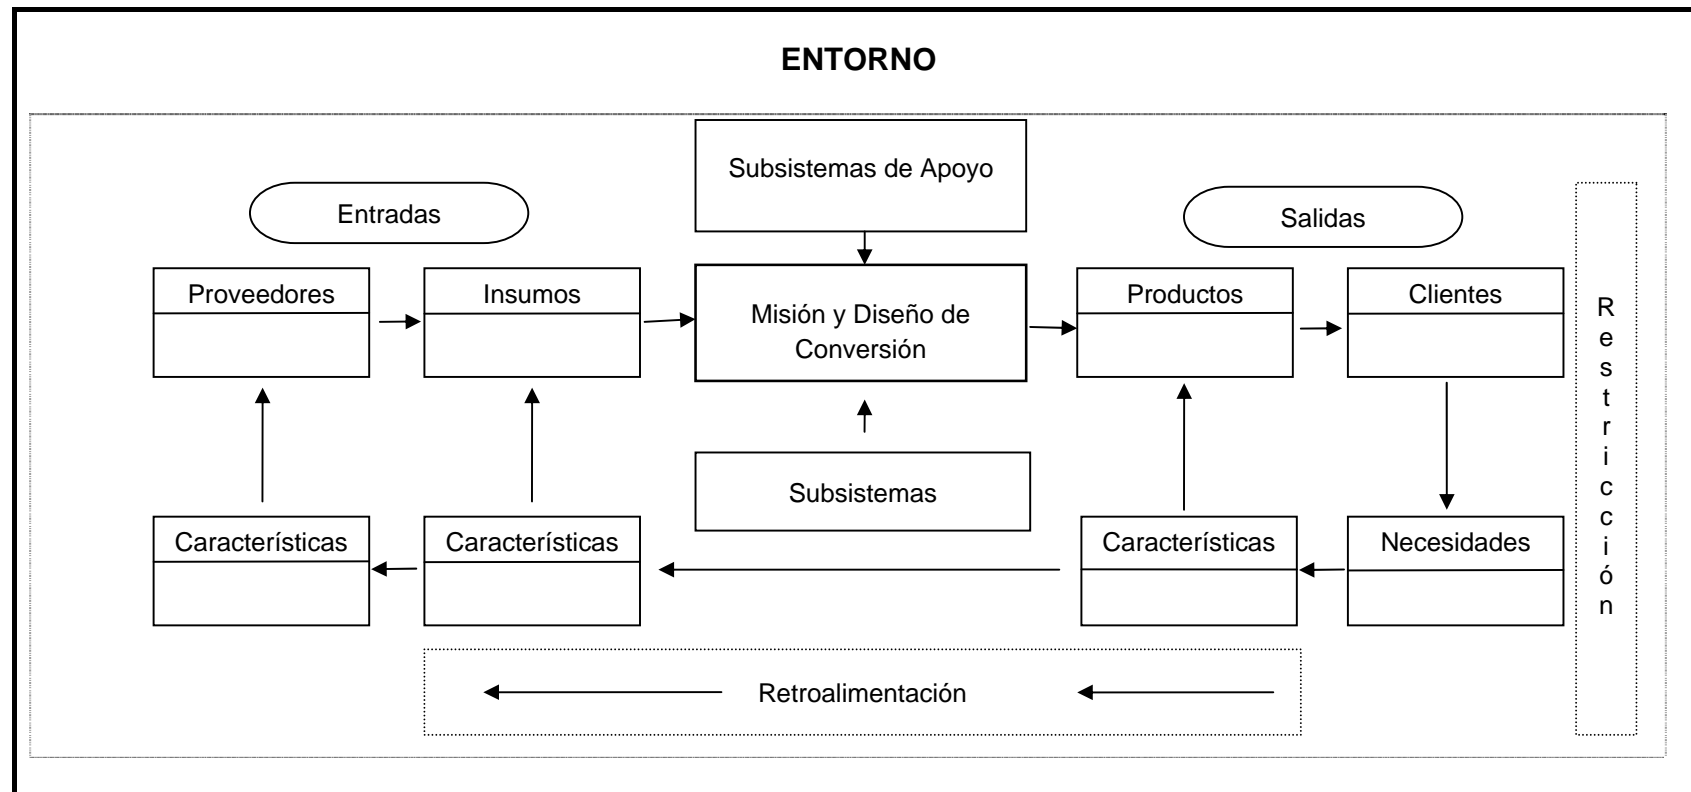 ENTORNO
Subsistemas de Apoyo
Entradas
Salidas
Proveedores
Insumos
Misión y Diseño de
Conversión
Productos
Clientes
Restricción
Subsistemas
Características
Características
Características
Necesidades
Retroalimentación